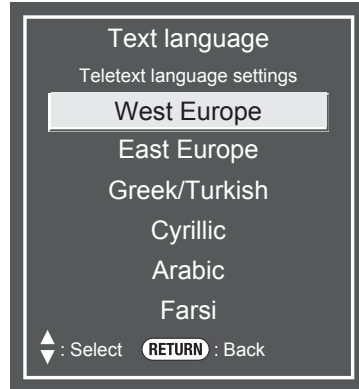 Text language
Teletext language settings
West Europe
East Europe
Greek/Turkish
Cyrillic
Arabic
Farsi
: Select RETURN : Back